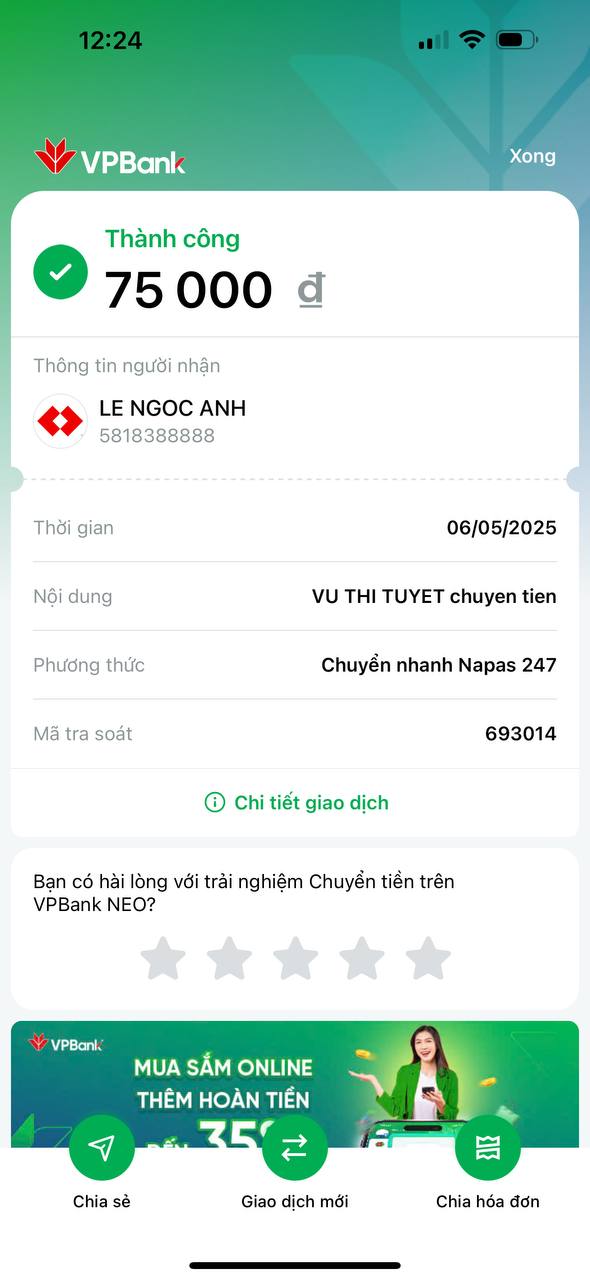 12:24
VPBank
Xong
Thành công
75 000 đ
Thông tin người nhận
LE NGOC ANH
5818388888
Thời gian 06/05/2025
Nội dung VU THI TUYET chuyen tien
Phương thức Chuyển nhanh Napas 247
Mã tra soát 693014
Chi tiết giao dịch
Bạn có hài lòng với trải nghiệm Chuyển tiền trên
VPBank NEO?
VPBank
MUA SẮM ONLINE
THÊM HOÀN TIỀN
ĐẾN 35%
Chia sẻ
Giao dịch mới
Chia hóa đơn